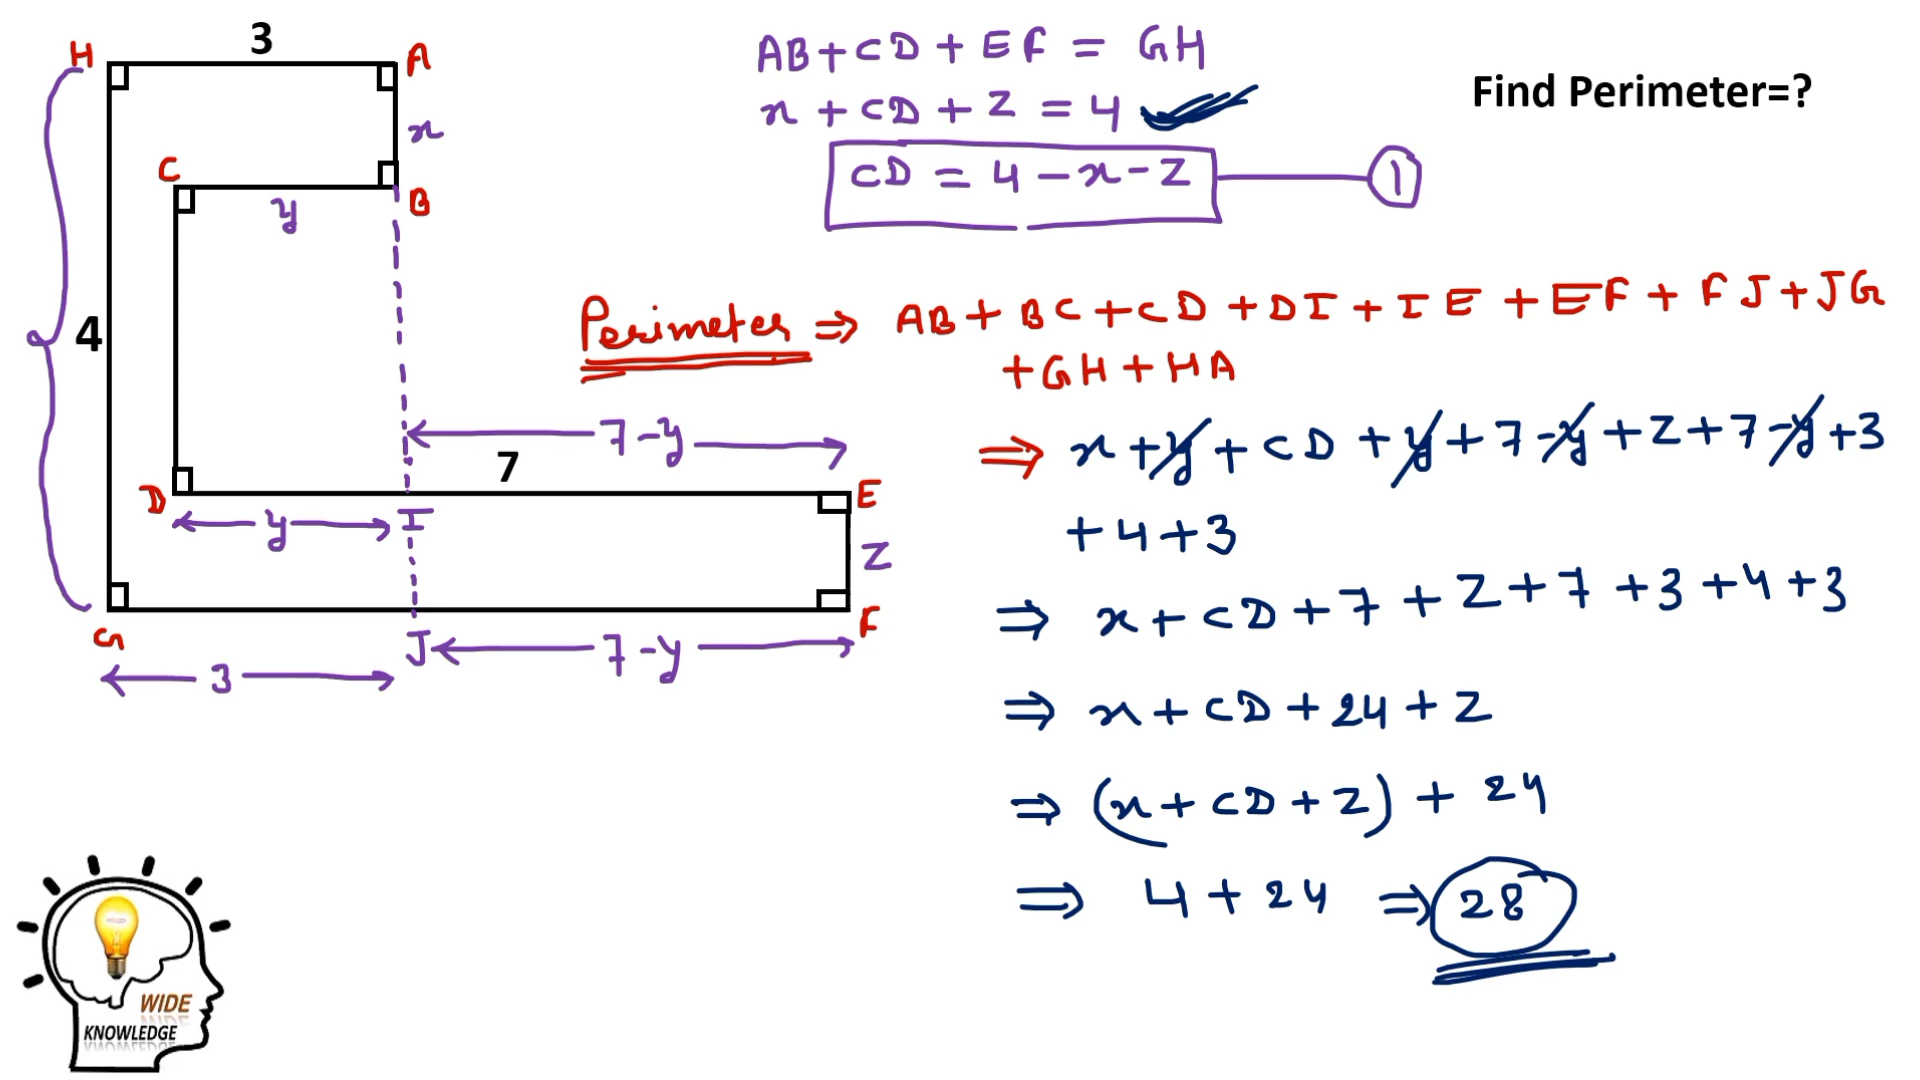 H 3 A
AB + CD + EF = GH
Find Perimeter=?
x
x + CD + Z = 4
C
B
y
CD = 4 - x - Z
1
4
Perimeter ⇒ AB + BC + CD + DI + IE + EF + FJ + JG
+ GH + HA
7 - y
7
⇒ x + y + CD + y + 7 - y + Z + 7 - y + 3
+ 4 + 3
D
y
I
E
Z
G
J
F
3
7 - y
⇒ x + CD + 7 + Z + 7 + 3 + 4 + 3
⇒ x + CD + 24 + Z
⇒ (x + CD + Z) + 24
⇒ 4 + 24 ⇒ 28
WIDE
KNOWLEDGE